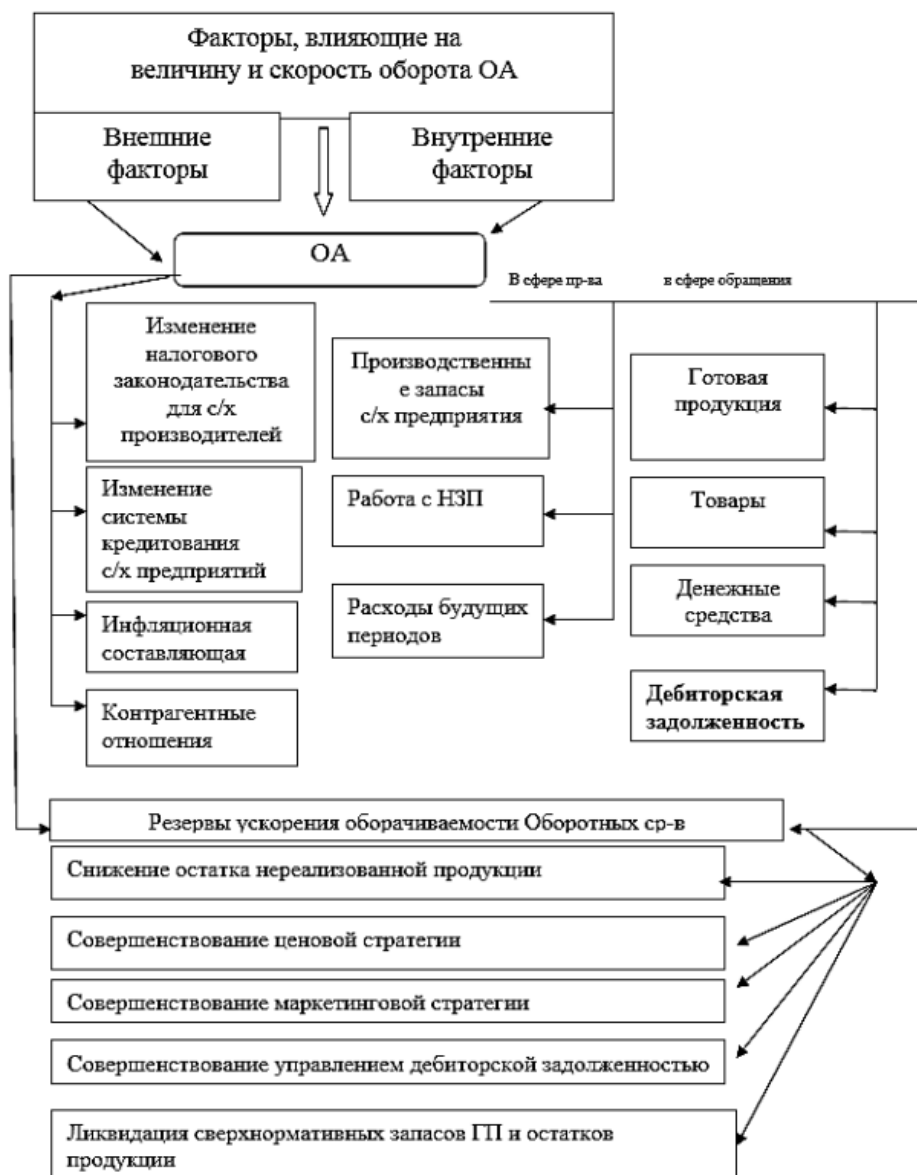 Факторы, влияющие на
величину и скорость оборота ОА
Внешние
факторы
Внутренние
факторы
ОА
В сфере пр-ва
в сфере обращения
Изменение
налогового
законодательства
для с/х
производителей
Изменение
системы
кредитования
с/х предприятий
Инфляционная
составляющая
Контрагентные
отношения
Производственны
е запасы
с/х предприятия
Работа с НЗП
Расходы будущих
периодов
Готовая
продукция
Товары
Денежные
средства
Дебиторская
задолженность
Резервы ускорения оборачиваемости Оборотных ср-в
Снижение остатка нереализованной продукции
Совершенствование ценовой стратегии
Совершенствование маркетинговой стратегии
Совершенствование управлением дебиторской задолженностью
Ликвидация сверхнормативных запасов ГП и остатков
продукции